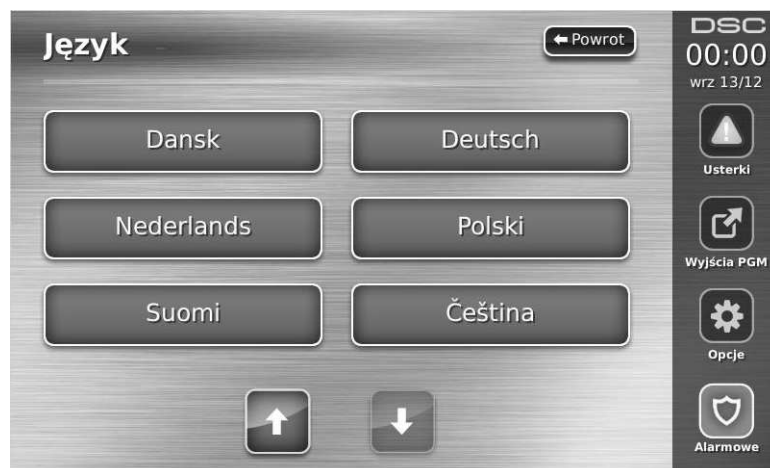 Język
Powrot
Dansk
Deutsch
Nederlands
Polski
Suomi
Čeština
DSC
00:00
wrz 13/12
Usterki
Wyjścia PGM
Opcje
Alarmowe